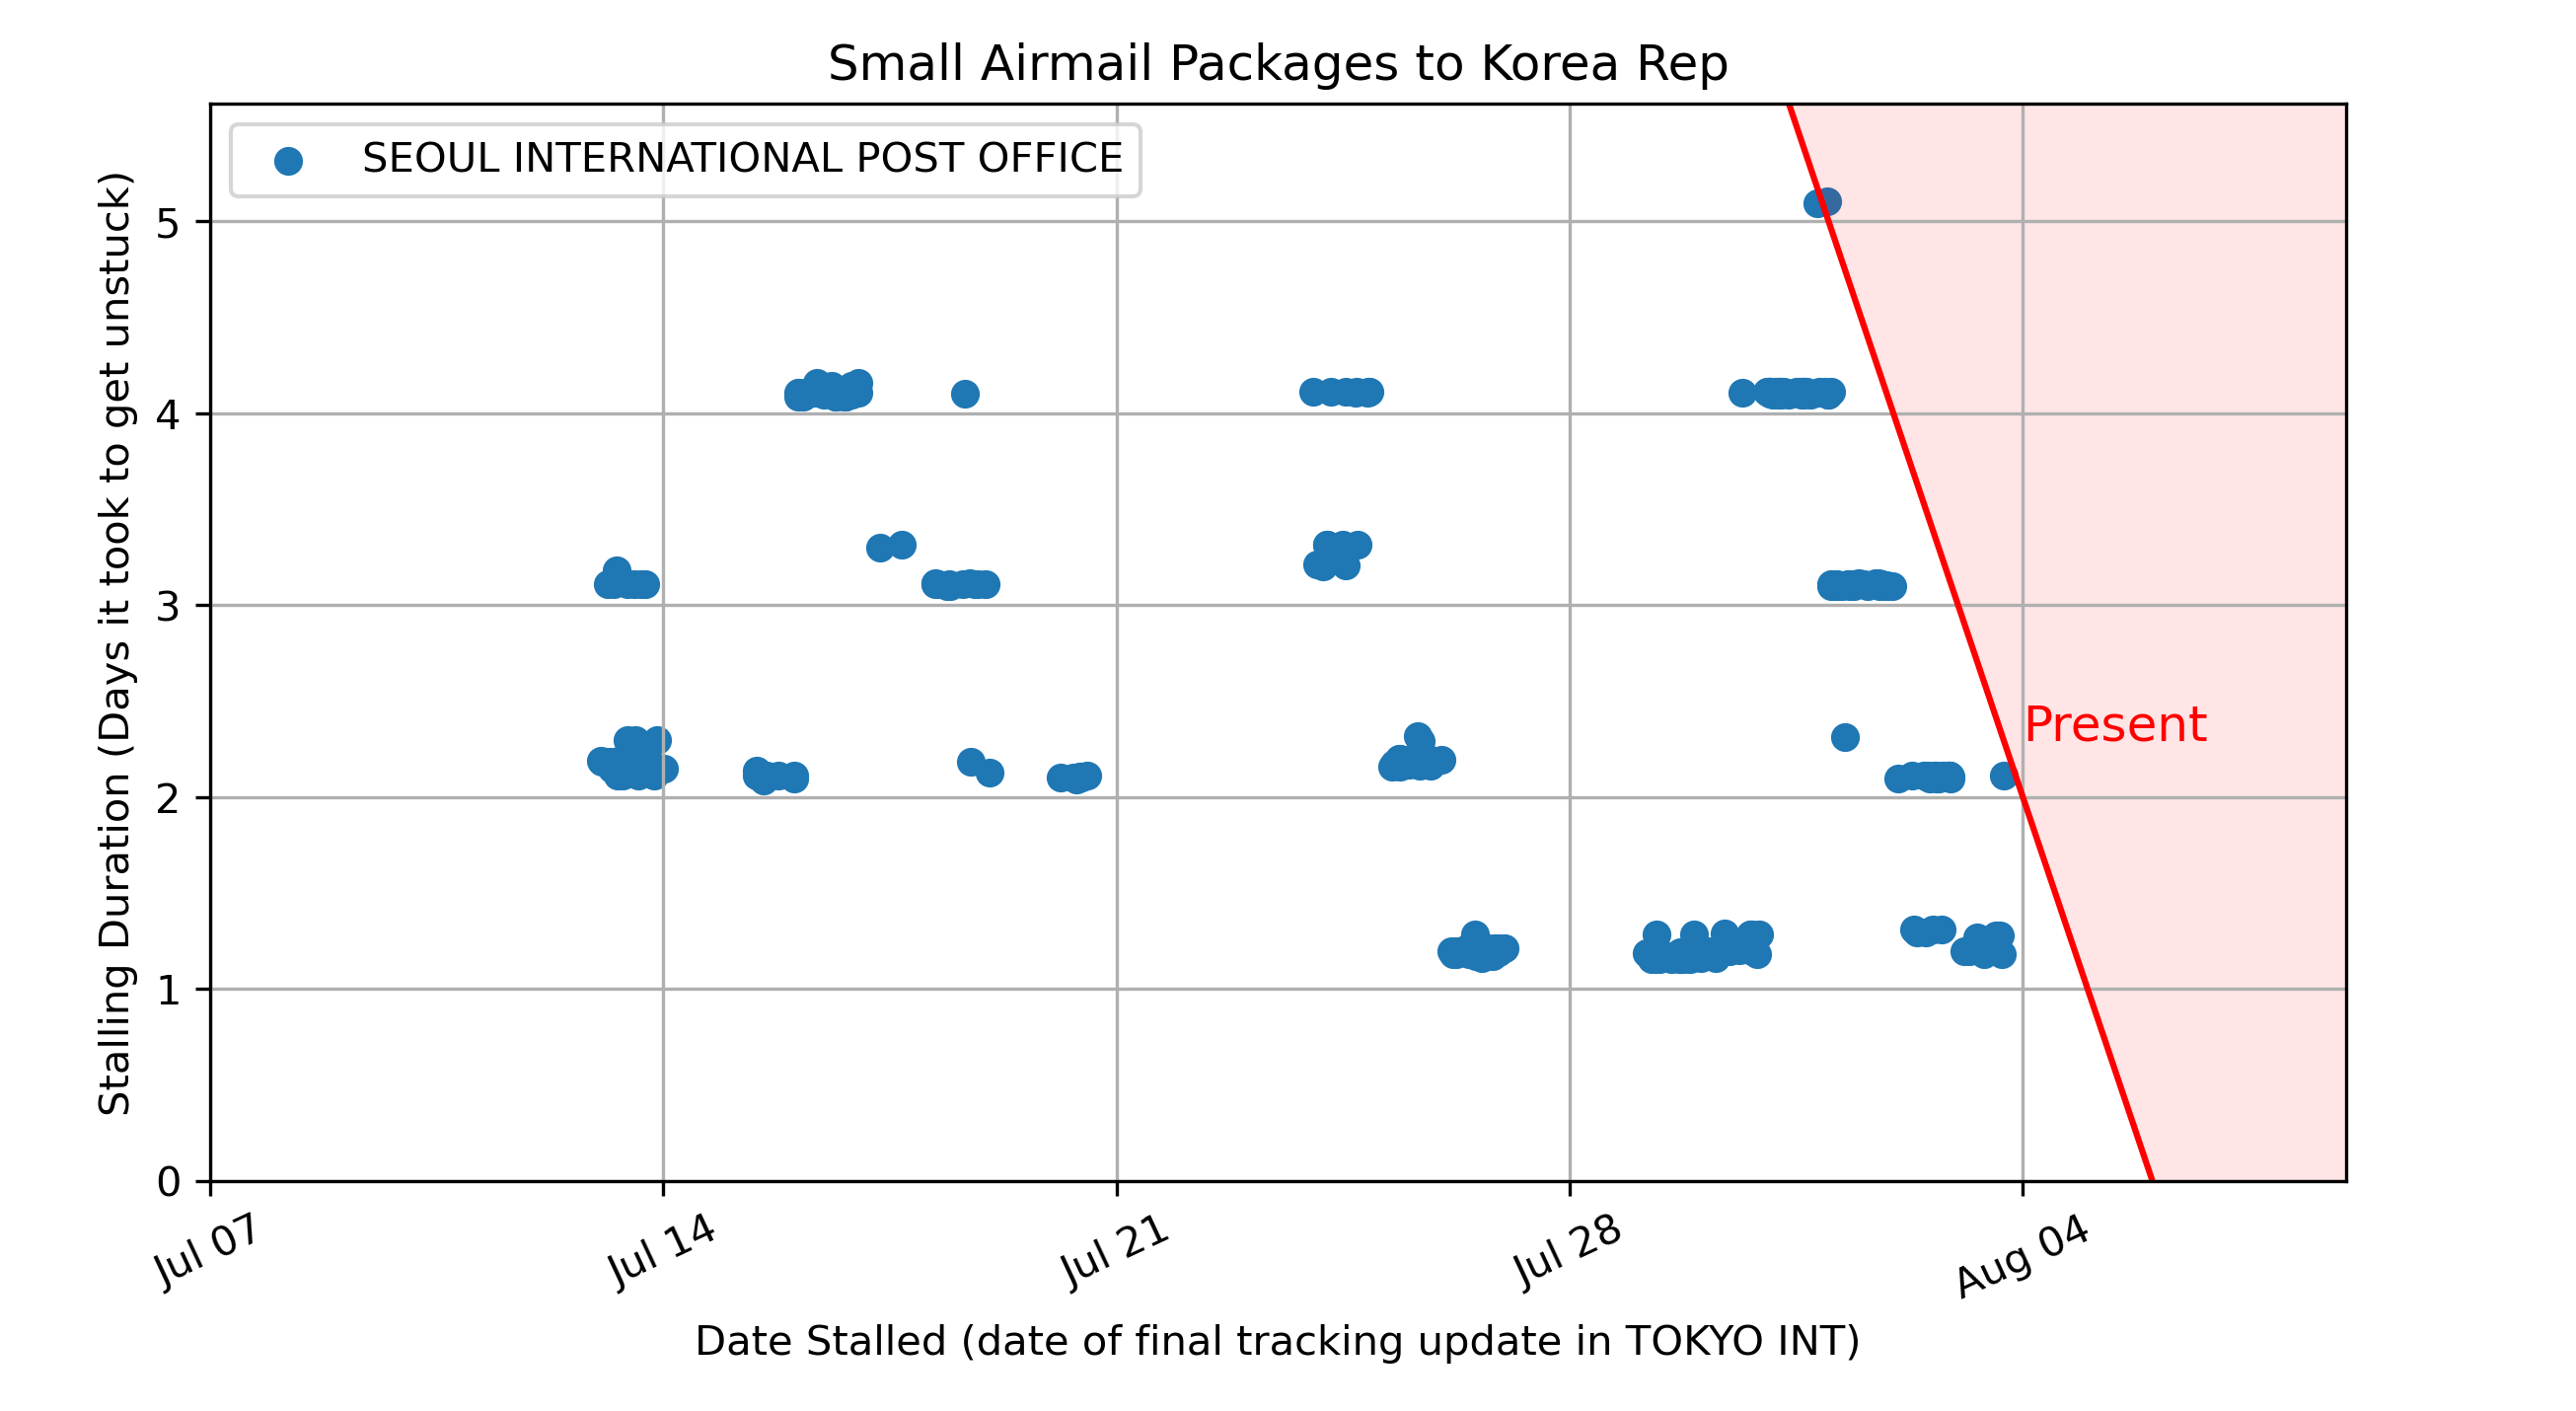 Small Airmail Packages to Korea Rep
SEOUL INTERNATIONAL POST OFFICE
Stalling Duration (Days it took to get unstuck)
5
4
3
2
1
0
Present
Jul 07
Jul 14
Jul 21
Jul 28
Aug 04
Date Stalled (date of final tracking update in TOKYO INT)